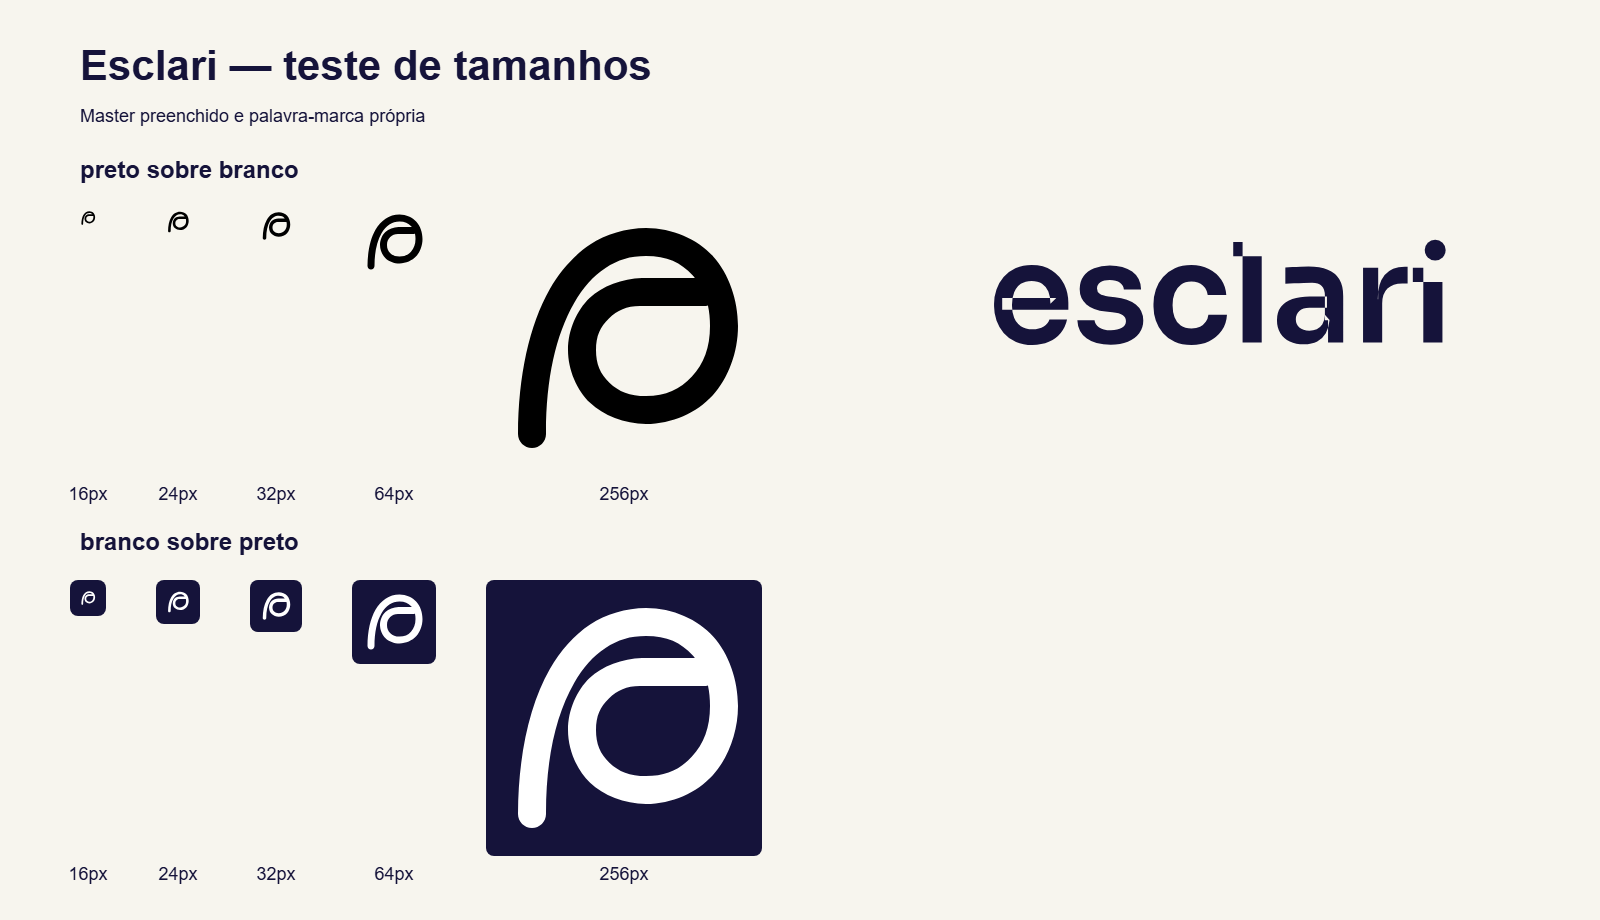 Esclari — teste de tamanhos
Master preenchido e palavra-marca própria
preto sobre branco
esclari
16px 24px 32px 64px 256px
branco sobre preto
16px 24px 32px 64px 256px